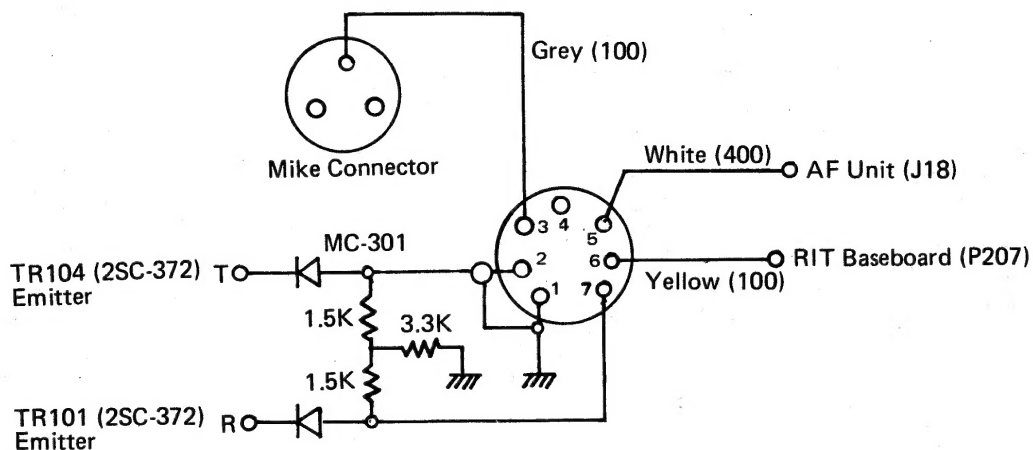 Grey (100)
Mike Connector
White (400)
AF Unit (J18)
3
4
5
MC-301
2
6
RIT Baseboard (P207)
TR104 (2SC-372)
Emitter
T
Yellow (100)
1
7
1.5K
3.3K
1.5K
TR101 (2SC-372)
Emitter
R